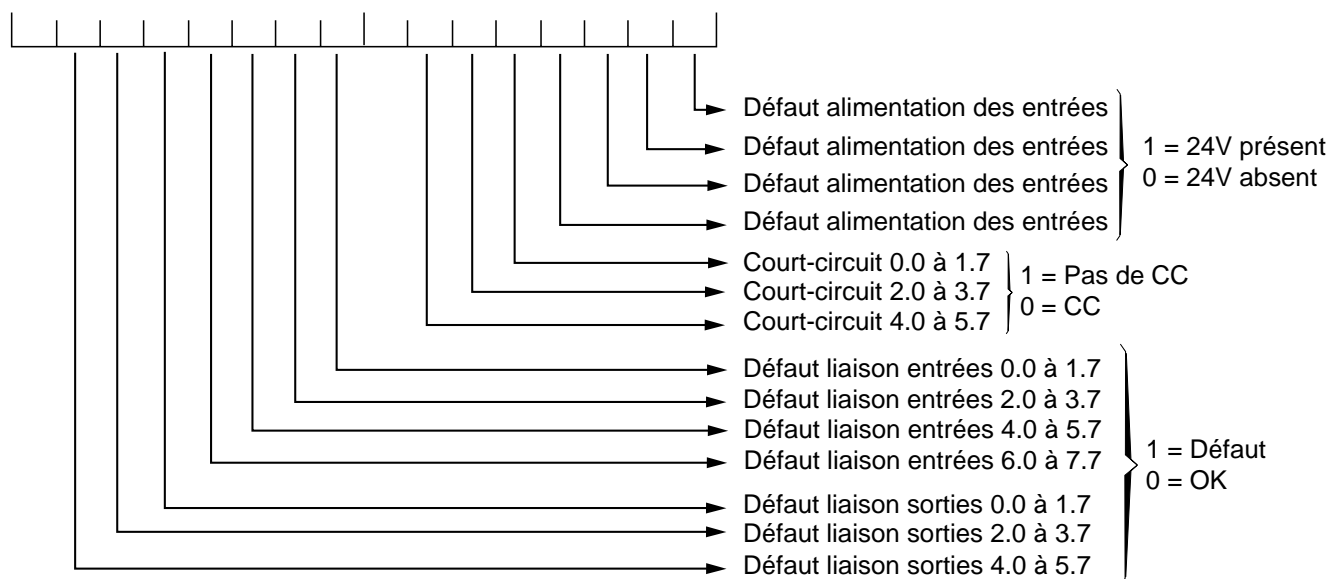 Défaut alimentation des entrées
Défaut alimentation des entrées
Défaut alimentation des entrées
Défaut alimentation des entrées
1 = 24V présent
0 = 24V absent
Court-circuit 0.0 à 1.7
Court-circuit 2.0 à 3.7
Court-circuit 4.0 à 5.7
1 = Pas de CC
0 = CC
Défaut liaison entrées 0.0 à 1.7
Défaut liaison entrées 2.0 à 3.7
Défaut liaison entrées 4.0 à 5.7
Défaut liaison entrées 6.0 à 7.7
Défaut liaison sorties 0.0 à 1.7
Défaut liaison sorties 2.0 à 3.7
Défaut liaison sorties 4.0 à 5.7
1 = Défaut
0 = OK